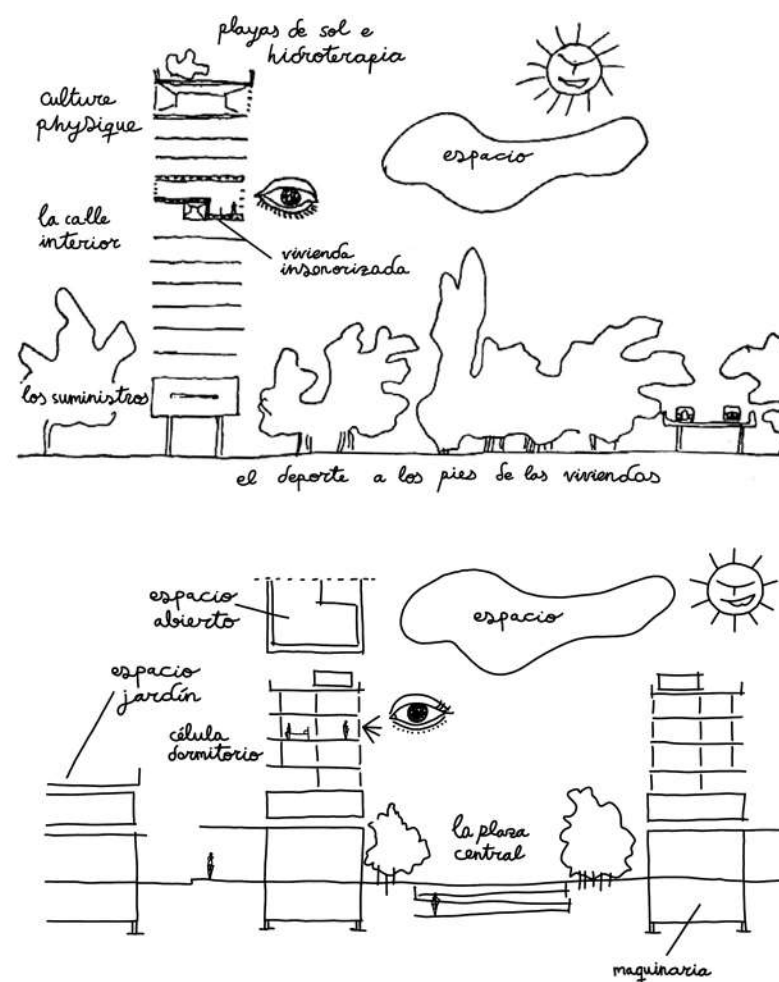 playas de sol e
hidroterapia
culture
physique
espacio
la calle
interior
vivienda
insonorizada
los suministros
el deporte a los pies de las viviendas
espacio
abierto
espacio
espacio
jardín
célula
dormitorio
la plaza
central
maquinaria